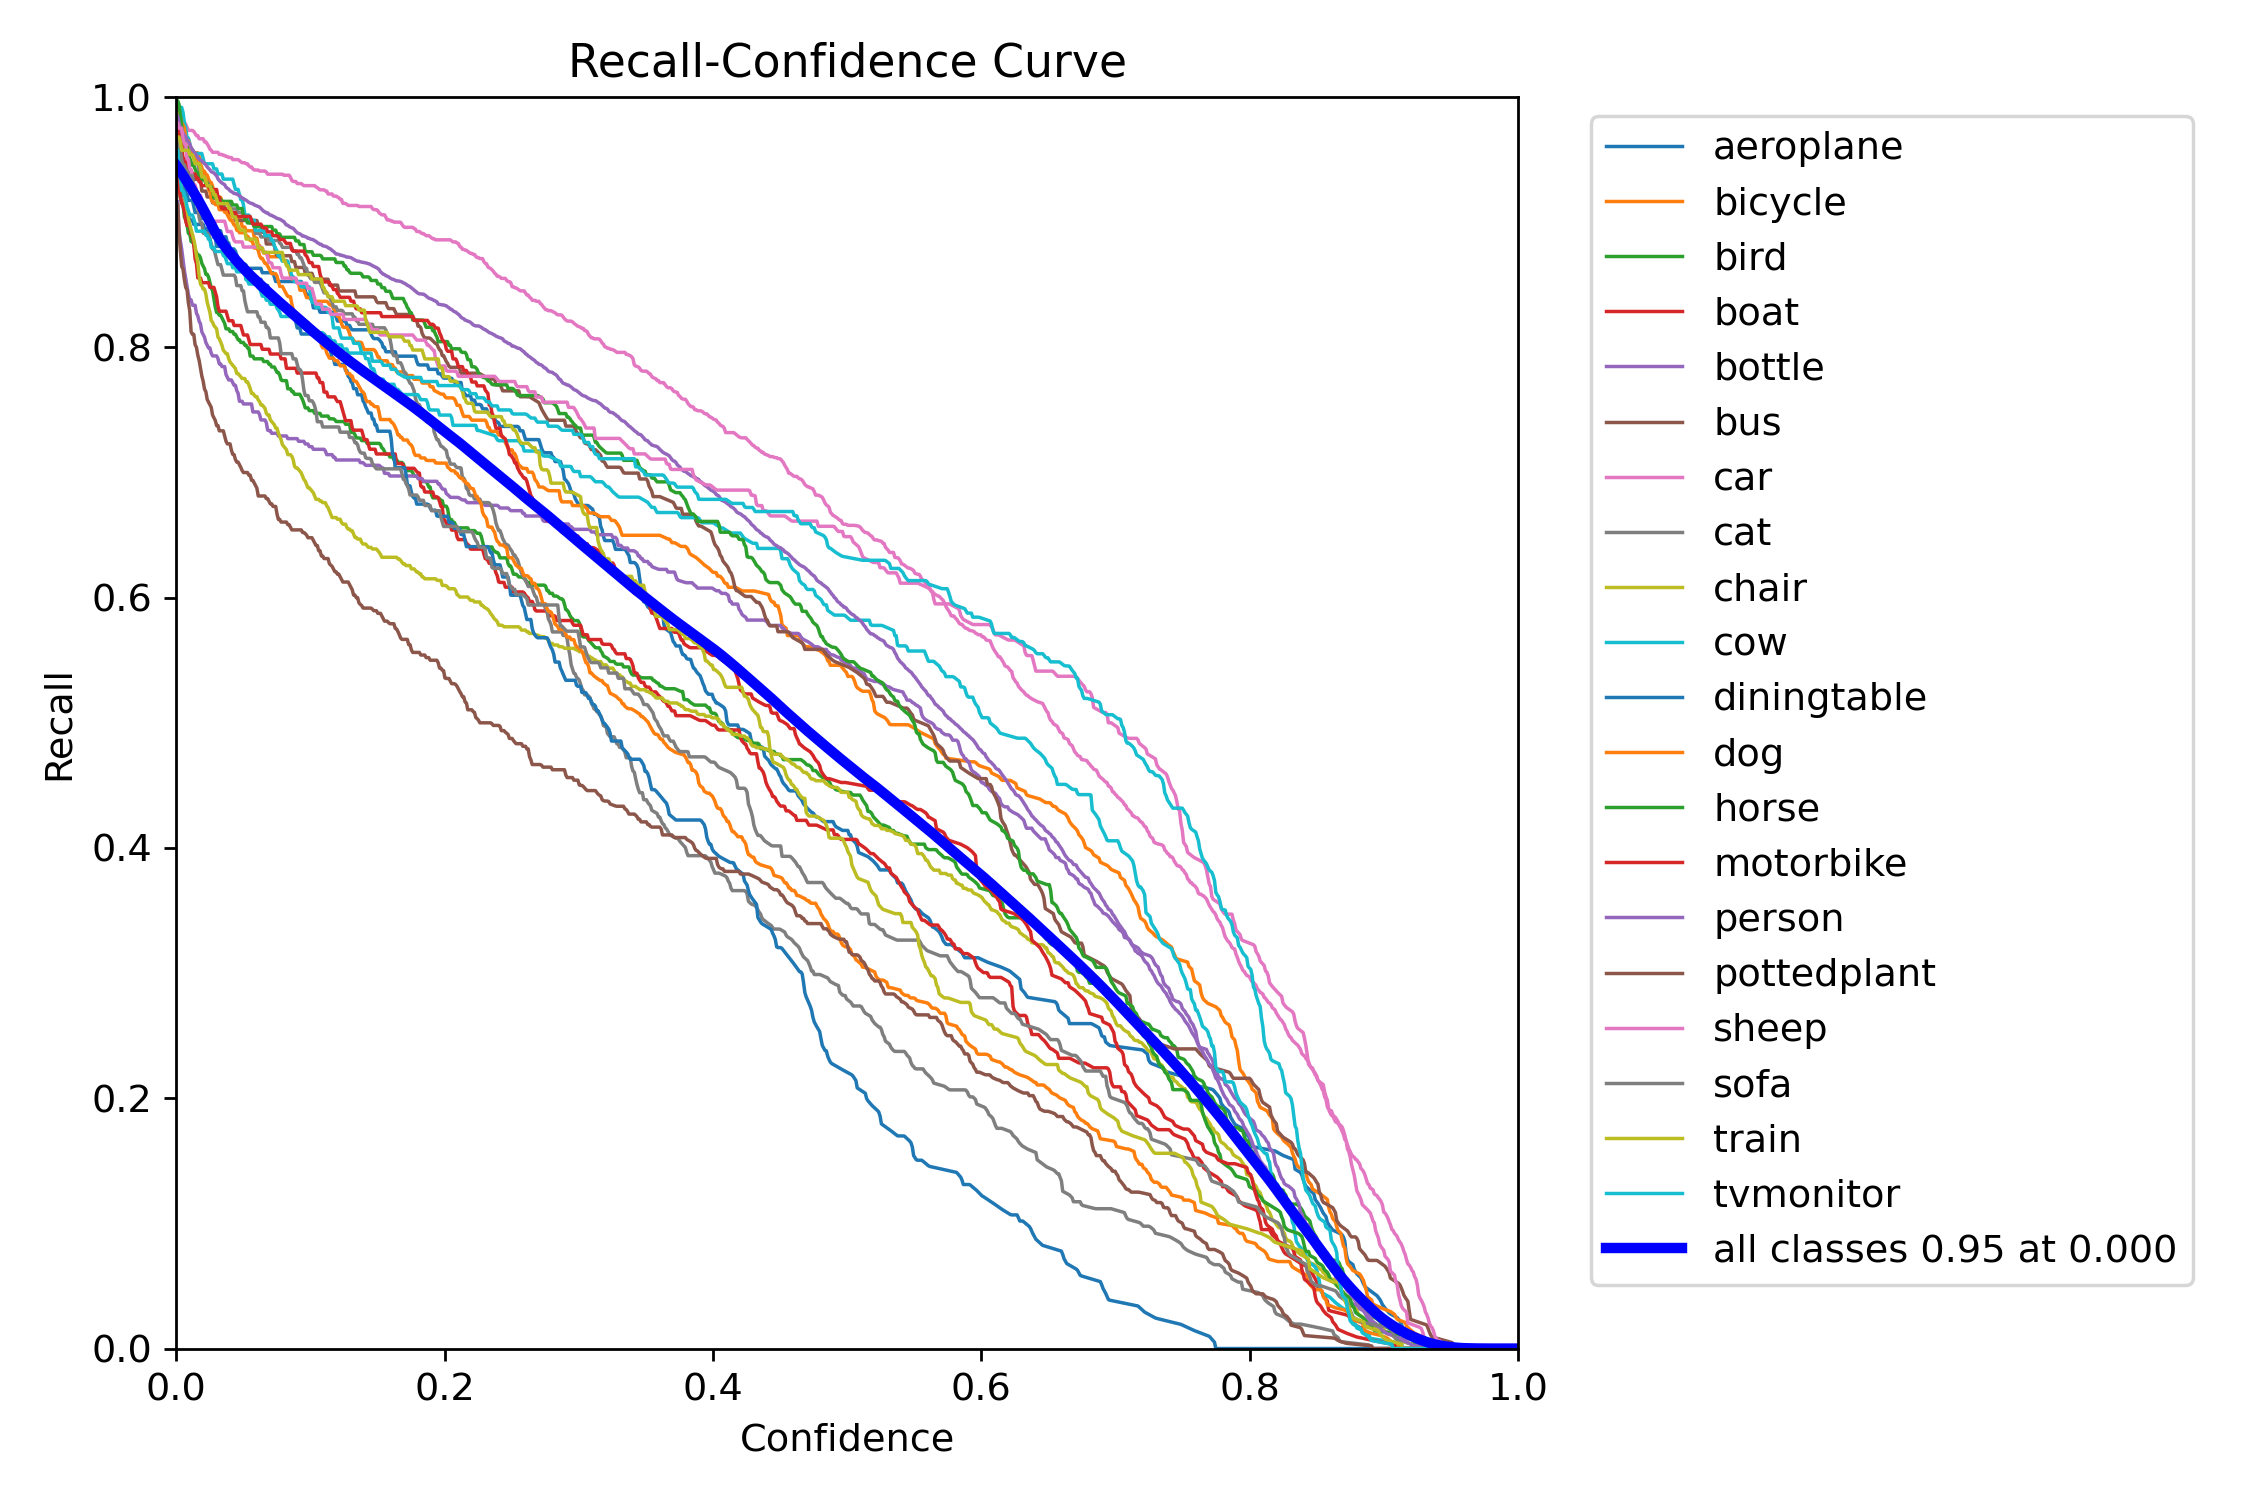 Recall-Confidence Curve
1.0
0.8
0.6
0.4
0.2
0.0
Recall
0.0 0.2 0.4 0.6 0.8 1.0
Confidence
aeroplane
bicycle
bird
boat
bottle
bus
car
cat
chair
cow
diningtable
dog
horse
motorbike
person
pottedplant
sheep
sofa
train
tvmonitor
all classes 0.95 at 0.000